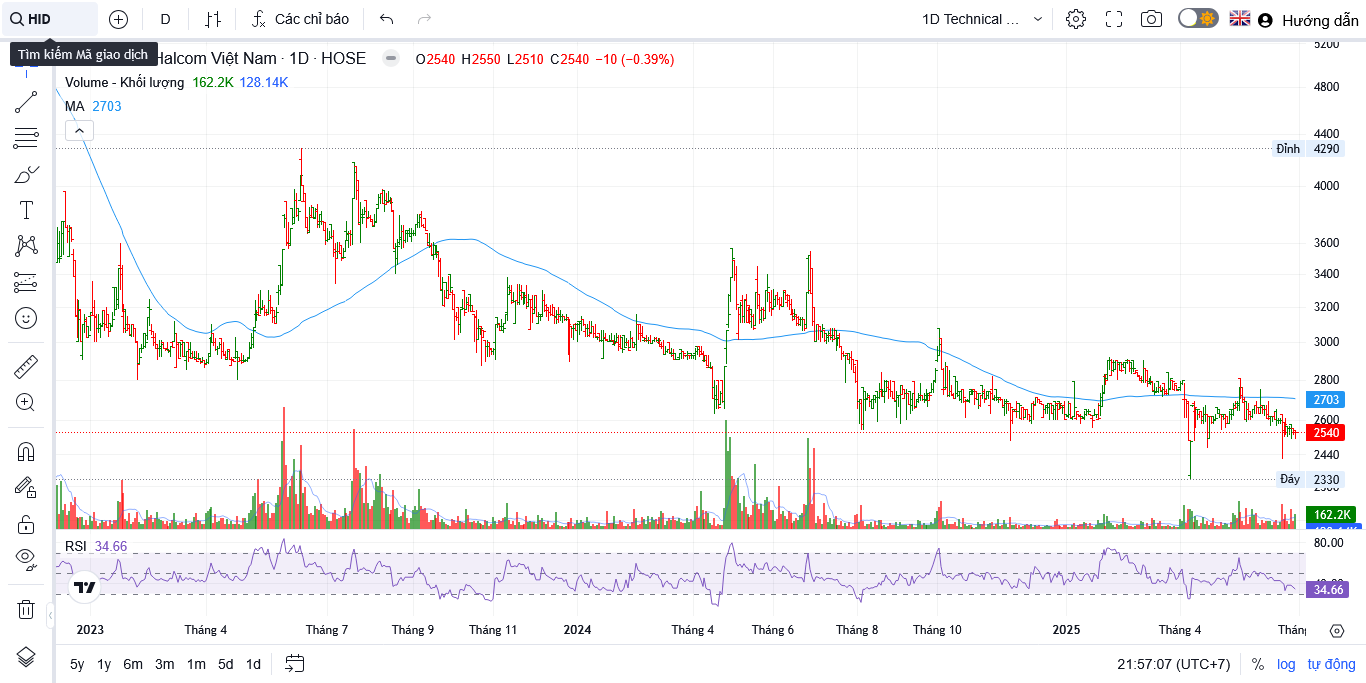 HID D Các chỉ báo 1D Technical ... Hướng dẫn
Tìm kiếm Mã giao dịch
Halcom Việt Nam · 1D · HOSE O2540 H2550 L2510 C2540 −10 (−0.39%)
Volume - Khối lượng 162.2K 128.14K
MA 2703
5200
4800
4400
Đỉnh 4290
4000
3600
3400
3200
3000
2800
2703
2600
2540
2440
Đáy 2330
162.2K
RSI 34.66
80.00
34.66
2023 Tháng 4 Tháng 7 Tháng 9 Tháng 11 2024 Tháng 4 Tháng 6 Tháng 8 Tháng 10 2025 Tháng 4
5y 1y 6m 3m 1m 5d 1d 21:57:07 (UTC+7) % log tự động